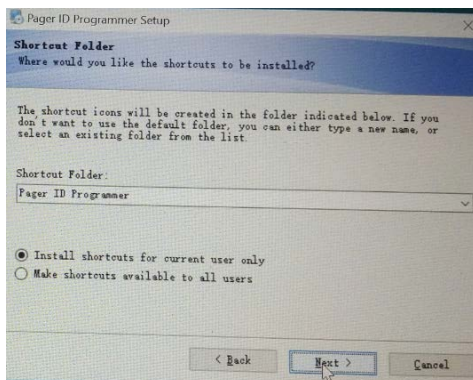 Pager ID Programmer Setup
Shortcut Folder
Where would you like the shortcuts to be installed?
The shortcut icons will be created in the folder indicated below. If you
don't want to use the default folder, you can either type a new name, or
select an existing folder from the list.
Shortcut Folder:
Pager ID Programmer
Install shortcuts for current user only
Make shortcuts available to all users
< Back
Next >
Cancel